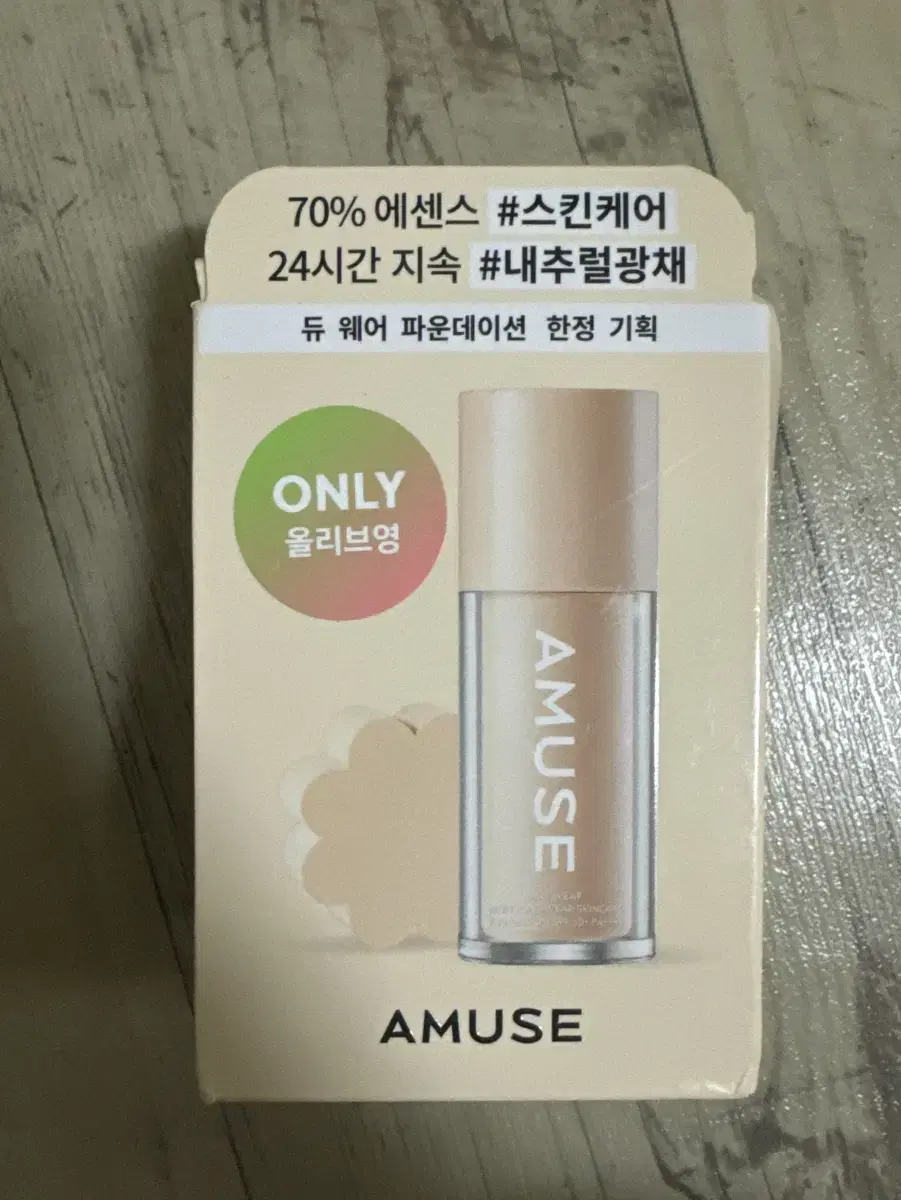 70% 에센스 #스킨케어
24시간 지속 #내추럴광채
듀 웨어 파운데이션 한정 기획
ONLY
올리브영
AMUSE
AMUSE